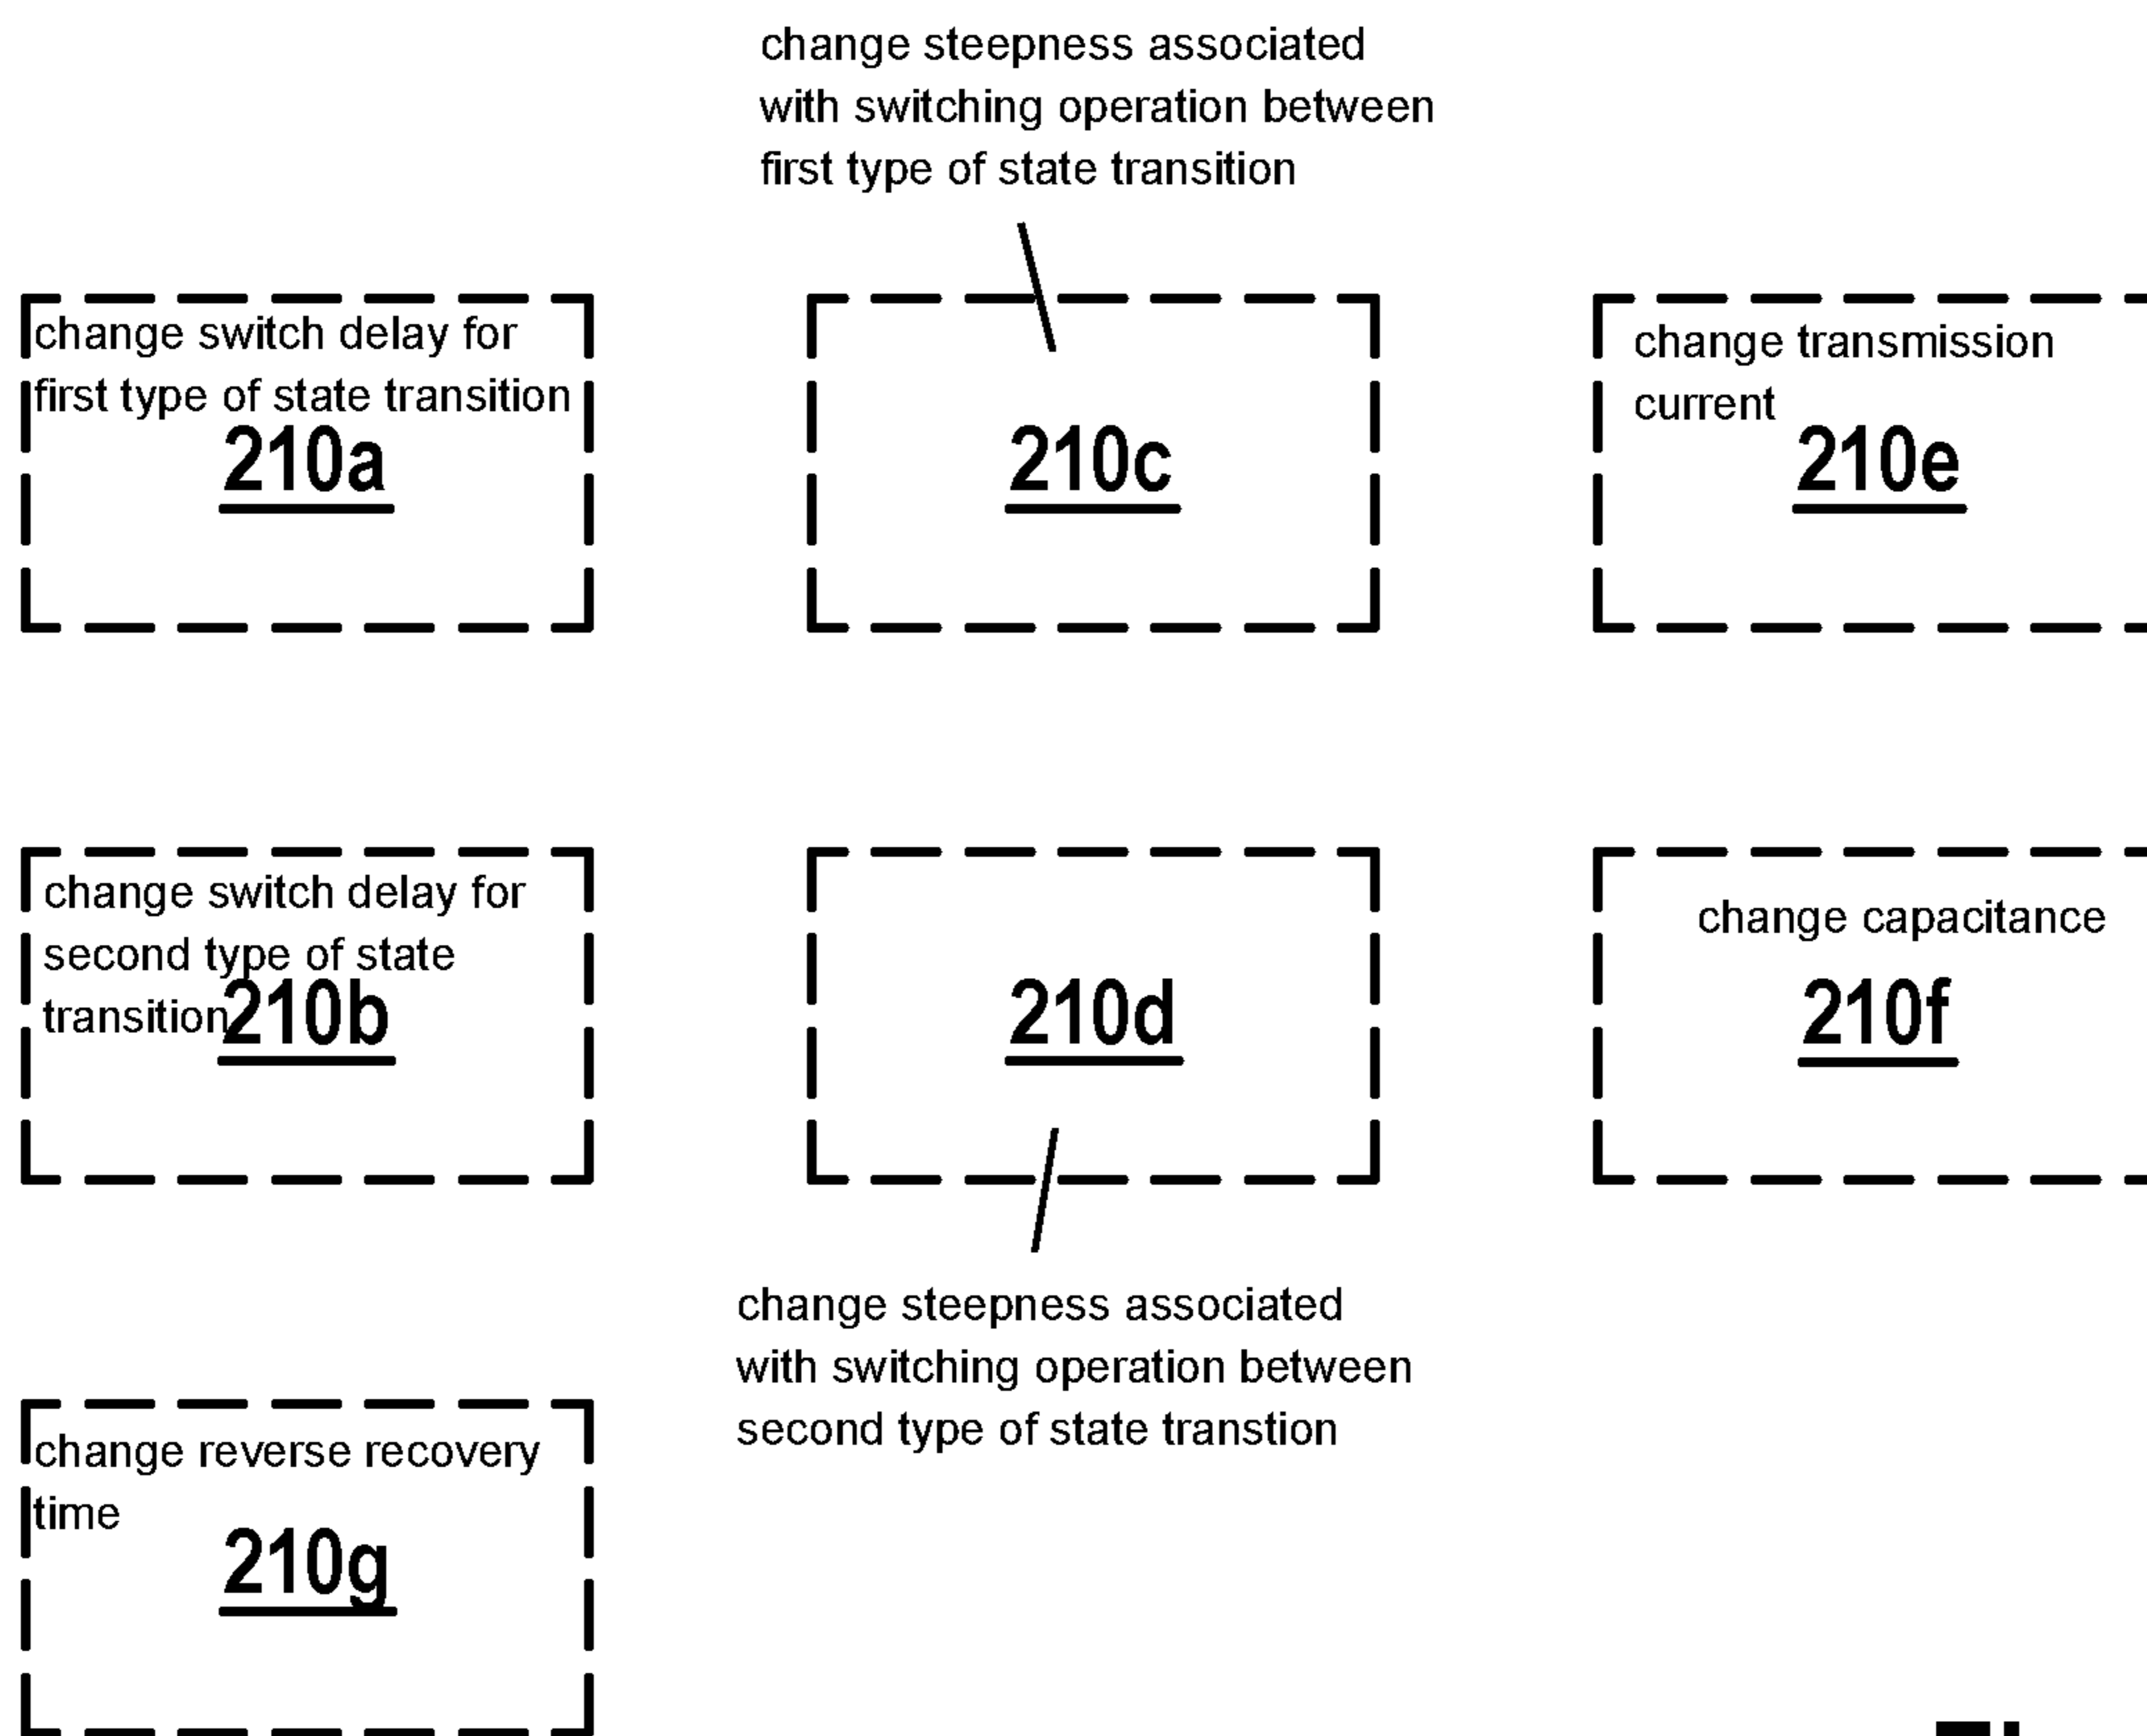 change steepness associated
with switching operation between
first type of state transition
change switch delay for
first type of state transition
210a
210c
change transmission
current
210e
change switch delay for
second type of state
transition
210b
210d
change capacitance
210f
change steepness associated
with switching operation between
second type of state transtion
change reverse recovery
time
210g